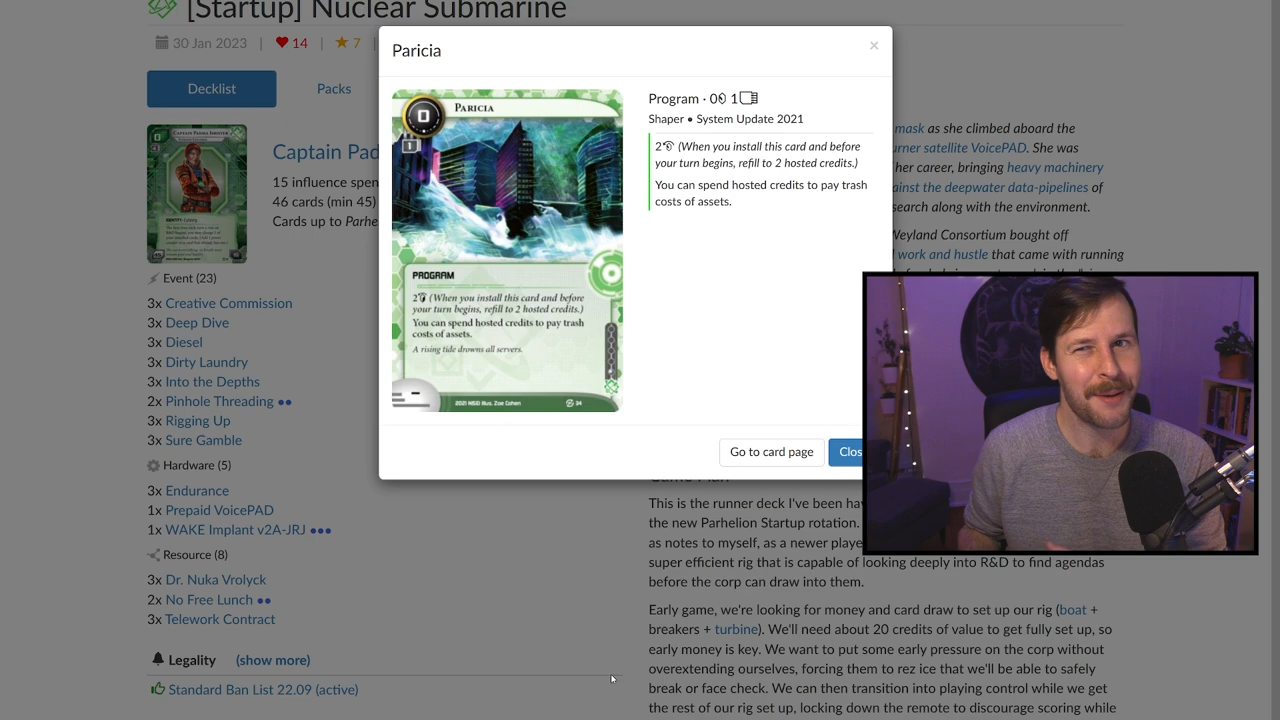 [Startup] Nuclear Submarine
30 Jan 2023 | 14 | 7
Decklist
Packs
Captain Pad
15 influence spen
46 cards (min 45)
Cards up to Parhe
Event (23)
3x Creative Commission
3x Deep Dive
3x Diesel
3x Dirty Laundry
3x Into the Depths
2x Pinhole Threading ●●
3x Rigging Up
3x Sure Gamble
Hardware (5)
3x Endurance
1x Prepaid VoicePAD
1x WAKE Implant v2A-JRJ ●●●
Resource (8)
3x Dr. Nuka Vrolyck
2x No Free Lunch ●●
3x Telework Contract
Legality (show more)
Standard Ban List 22.09 (active)
Paricia
×
0
PARICIA
1
PROGRAM
2 (When you install this card and before
your turn begins, refill to 2 hosted credits.)
You can spend hosted credits to pay trash
costs of assets.
A rising tide drowns all servers.
2021 NISEI Illus. Zoe Cohen
34
Program · 0 1
Shaper • System Update 2021
2 (When you install this card and before
your turn begins, refill to 2 hosted credits.)
You can spend hosted credits to pay trash
costs of assets.
Go to card page
Clos
mask as she climbed aboard the
urner satellite VoicePAD. She was
her career, bringing heavy machinery
ainst the deepwater data-pipelines of
search along with the environment.
Weyland Consortium bought off
work and hustle that came with running
This is the runner deck I've been hav
the new Parhelion Startup rotation.
as notes to myself, as a newer playe
super efficient rig that is capable of looking deeply into R&D to find agendas
before the corp can draw into them.
Early game, we're looking for money and card draw to set up our rig (boat +
breakers + turbine). We'll need about 20 credits of value to get fully set up, so
early money is key. We want to put some early pressure on the corp without
overextending ourselves, forcing them to rez ice that we'll be able to safely
break or face check. We can then transition into playing control while we get
the rest of our rig set up, locking down the remote to discourage scoring while